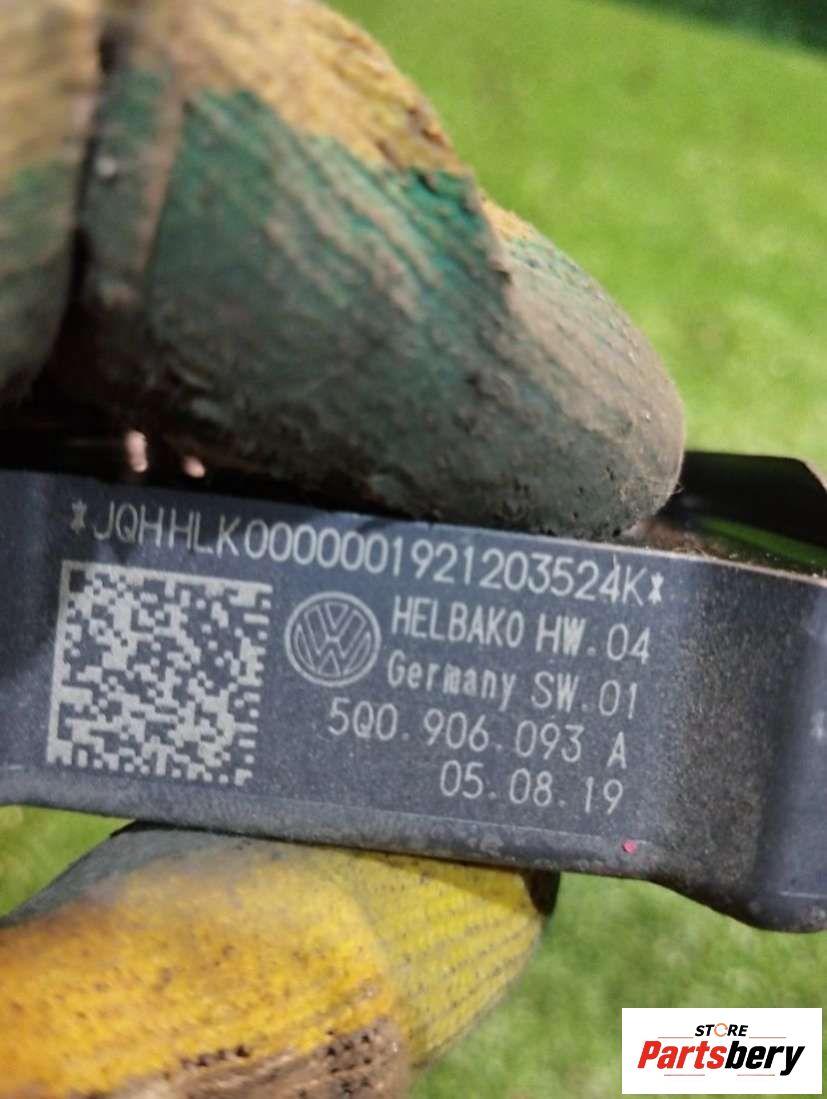 *JQHHLK0000001921203524K*
HELBAKO HW.04
Germany SW.01
5Q0.906.093 A
05.08.19
STORE
Partsbery